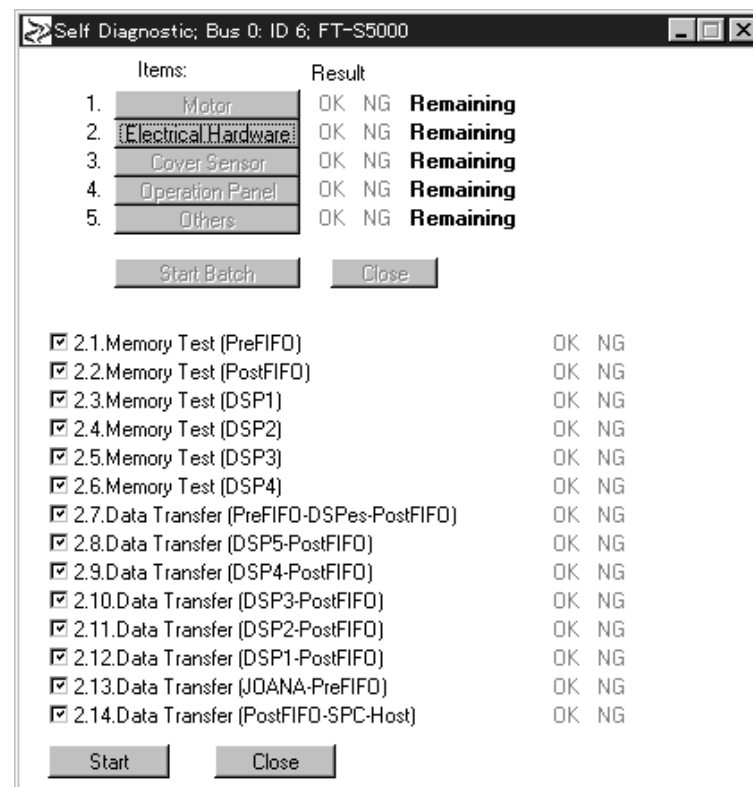 Self Diagnostic; Bus 0: ID 6; FT-S5000
Items: Result
1. Motor OK NG Remaining
2. Electrical Hardware OK NG Remaining
3. Cover Sensor OK NG Remaining
4. Operation Panel OK NG Remaining
5. Others OK NG Remaining
Start Batch Close
2.1.Memory Test (PreFIFO) OK NG
2.2.Memory Test (PostFIFO) OK NG
2.3.Memory Test (DSP1) OK NG
2.4.Memory Test (DSP2) OK NG
2.5.Memory Test (DSP3) OK NG
2.6.Memory Test (DSP4) OK NG
2.7.Data Transfer (PreFIFO-DSPes-PostFIFO) OK NG
2.8.Data Transfer (DSP5-PostFIFO) OK NG
2.9.Data Transfer (DSP4-PostFIFO) OK NG
2.10.Data Transfer (DSP3-PostFIFO) OK NG
2.11.Data Transfer (DSP2-PostFIFO) OK NG
2.12.Data Transfer (DSP1-PostFIFO) OK NG
2.13.Data Transfer (JOANA-PreFIFO) OK NG
2.14.Data Transfer (PostFIFO-SPC-Host) OK NG
Start Close